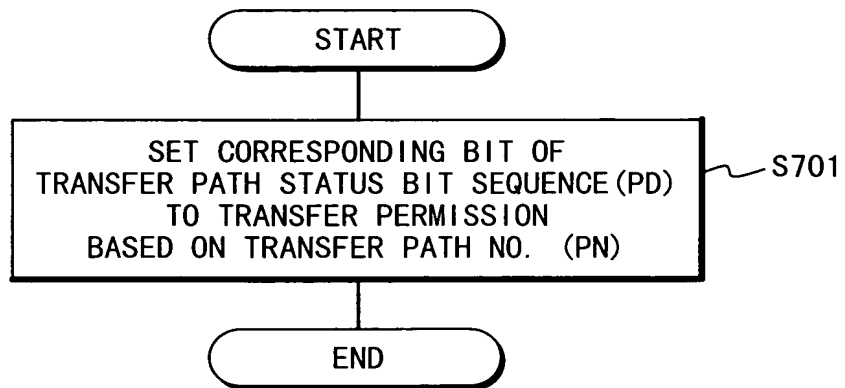 START
SET CORRESPONDING BIT OF
TRANSFER PATH STATUS BIT SEQUENCE(PD)
TO TRANSFER PERMISSION
BASED ON TRANSFER PATH NO. (PN)
S701
END